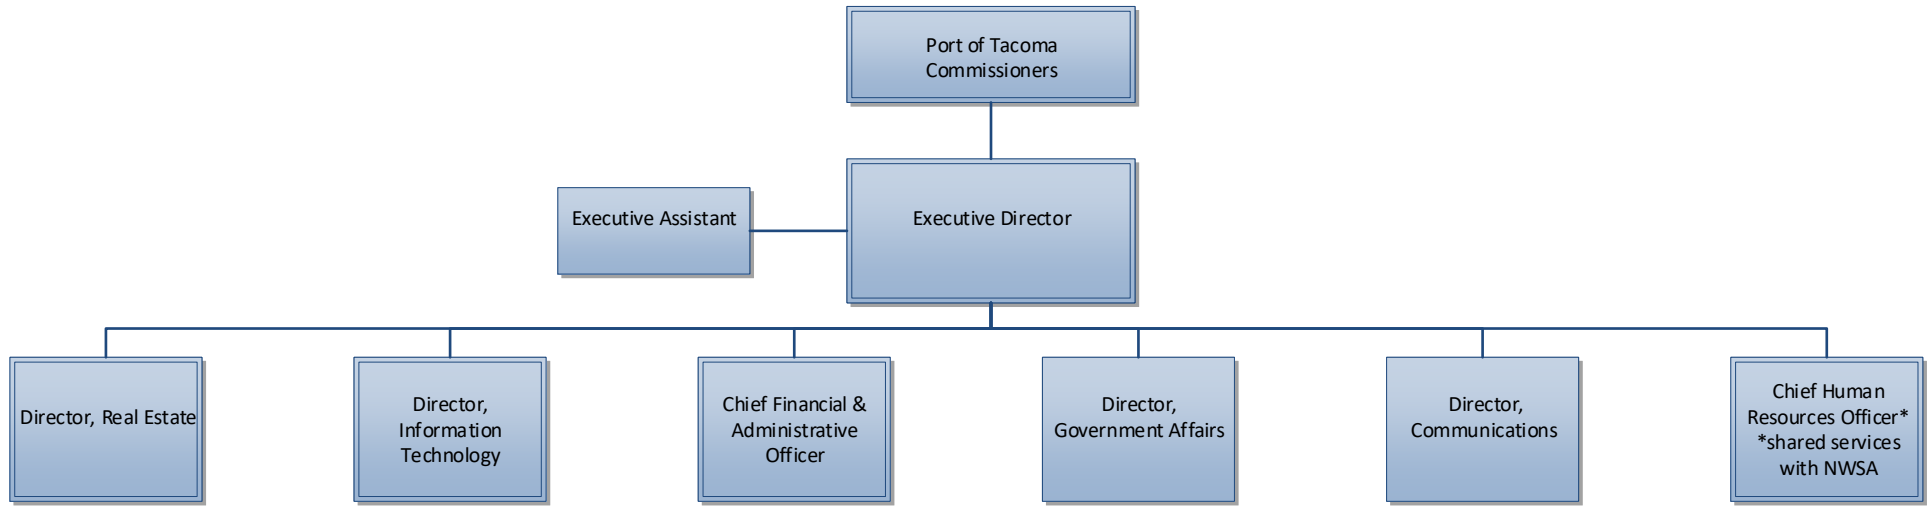 Port of Tacoma
Commissioners
Executive Assistant
Executive Director
Director, Real Estate
Director,
Information
Technology
Chief Financial &
Administrative
Officer
Director,
Government Affairs
Director,
Communications
Chief Human
Resources Officer*
*shared services
with NWSA